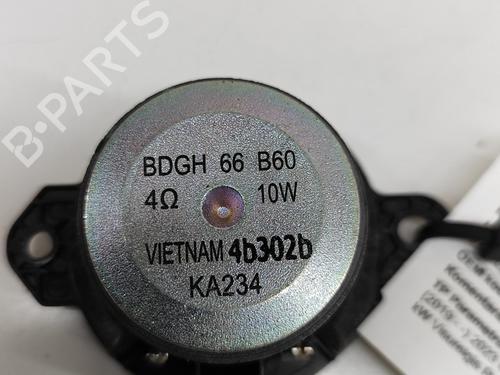 BDGH 66 B60
4Ω 10W
VIETNAM 4b302b
KA234
B-PARTS